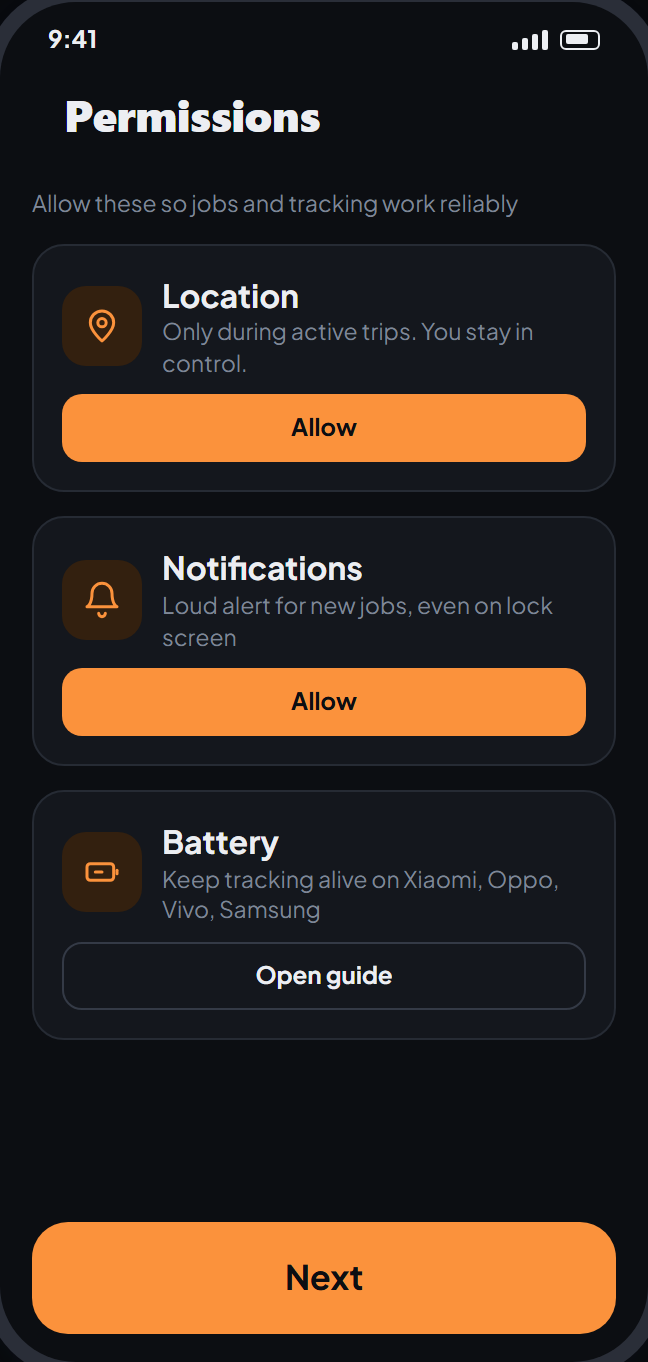 9:41
Permissions
Allow these so jobs and tracking work reliably
Location
Only during active trips. You stay in
control.
Allow
Notifications
Loud alert for new jobs, even on lock
screen
Allow
Battery
Keep tracking alive on Xiaomi, Oppo,
Vivo, Samsung
Open guide
Next